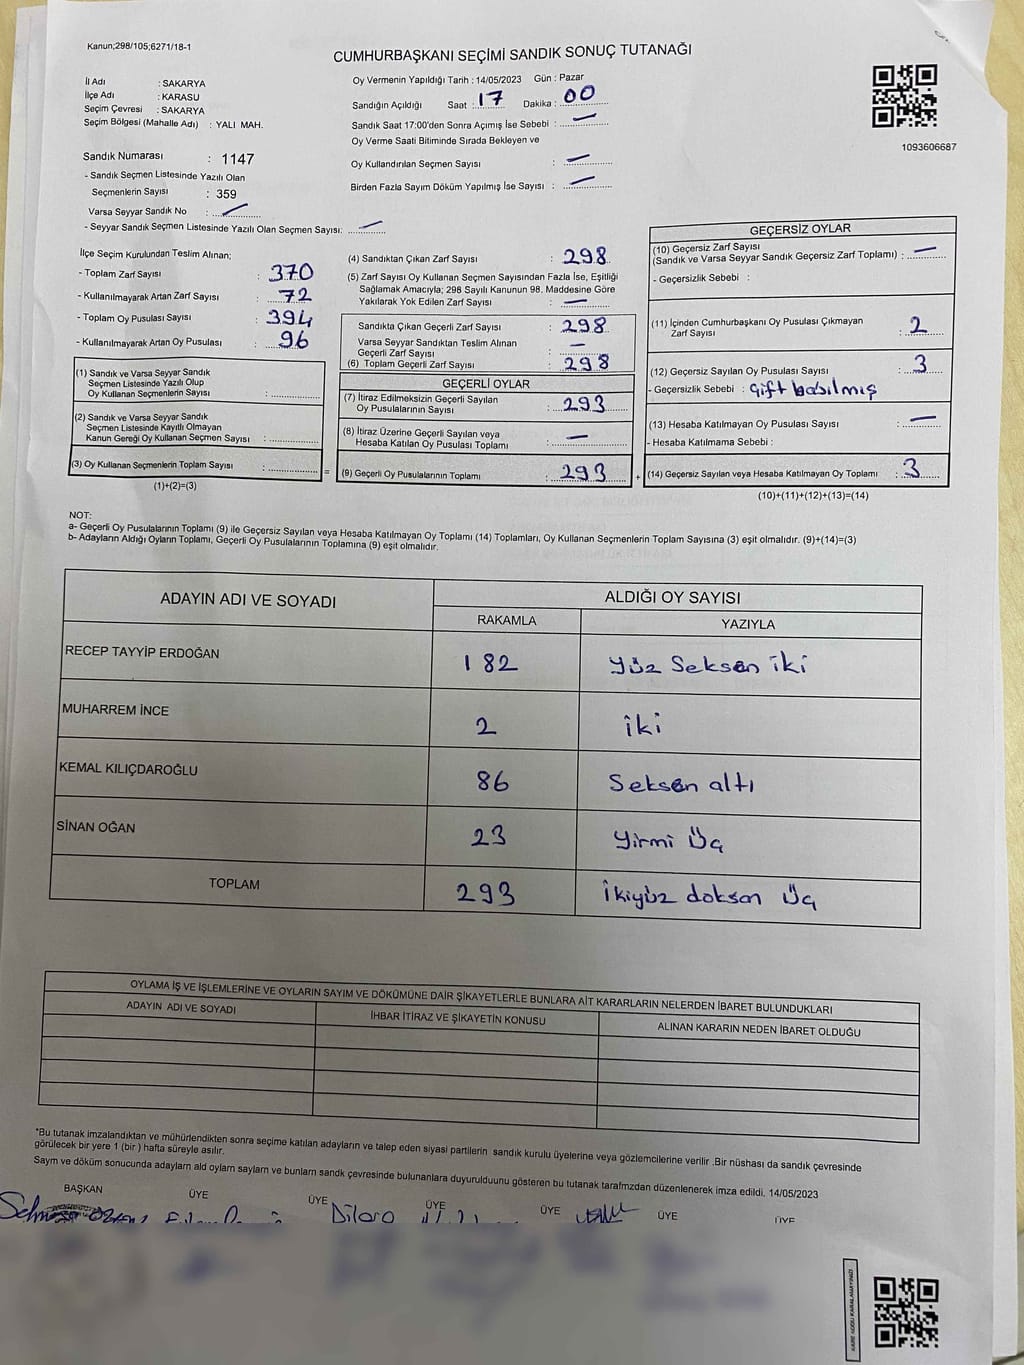 Kanun;298/105;6271/18-1
CUMHURBAŞKANI SEÇİMİ SANDIK SONUÇ TUTANAĞI
İl Adı : SAKARYA
İlçe Adı : KARASU
Seçim Çevresi : SAKARYA
Seçim Bölgesi (Mahalle Adı) : YALI MAH.
Sandık Numarası : 1147
- Sandık Seçmen Listesinde Yazılı Olan
Seçmenlerin Sayısı : 359
Varsa Seyyar Sandık No : —
- Seyyar Sandık Seçmen Listesinde Yazılı Olan Seçmen Sayısı: —
Oy Vermenin Yapıldığı Tarih : 14/05/2023 Gün : Pazar
Sandığın Açıldığı Saat : 17 Dakika : 00
Sandık Saat 17:00'den Sonra Açımış İse Sebebi : —
Oy Verme Saati Bitiminde Sırada Bekleyen ve
Oy Kullandırılan Seçmen Sayısı : —
Birden Fazla Sayım Döküm Yapılmış İse Sayısı : —
1093606687
İlçe Seçim Kurulundan Teslim Alınan;
- Toplam Zarf Sayısı : 370
- Kullanılmayarak Artan Zarf Sayısı : 72
- Toplam Oy Pusulası Sayısı : 394
- Kullanılmayarak Artan Oy Pusulası : 96
(1) Sandık ve Varsa Seyyar Sandık
Seçmen Listesinde Yazılı Olup
Oy Kullanan Seçmenlerin Sayısı :
(2) Sandık ve Varsa Seyyar Sandık
Seçmen Listesinde Kayıtlı Olmayan
Kanun Gereği Oy Kullanan Seçmen Sayısı :
(3) Oy Kullanan Seçmenlerin Toplam Sayısı :
(1)+(2)=(3)
(4) Sandıktan Çıkan Zarf Sayısı : 298
(5) Zarf Sayısı Oy Kullanan Seçmen Sayısından Fazla İse, Eşitliği
Sağlamak Amacıyla; 298 Sayılı Kanunun 98. Maddesine Göre
Yakılarak Yok Edilen Zarf Sayısı : —
Sandıkta Çıkan Geçerli Zarf Sayısı : 298
Varsa Seyyar Sandıktan Teslim Alınan
Geçerli Zarf Sayısı : —
(6) Toplam Geçerli Zarf Sayısı : 298
GEÇERLİ OYLAR
(7) İtiraz Edilmeksizin Geçerli Sayılan
Oy Pusulalarının Sayısı : 293
(8) İtiraz Üzerine Geçerli Sayılan veya
Hesaba Katılan Oy Pusulası Toplamı : —
= (9) Geçerli Oy Pusulalarının Toplamı : 293 +
GEÇERSİZ OYLAR
(10) Geçersiz Zarf Sayısı
(Sandık ve Varsa Seyyar Sandık Geçersiz Zarf Toplamı) : —
- Geçersizlik Sebebi :
(11) İçinden Cumhurbaşkanı Oy Pusulası Çıkmayan
Zarf Sayısı : 2
(12) Geçersiz Sayılan Oy Pusulası Sayısı : 3
- Geçersizlik Sebebi : Çift basılmış
(13) Hesaba Katılmayan Oy Pusulası Sayısı : —
- Hesaba Katılmama Sebebi :
(14) Geçersiz Sayılan veya Hesaba Katılmayan Oy Toplamı : 3
(10)+(11)+(12)+(13)=(14)
NOT:
a- Geçerli Oy Pusulalarının Toplamı (9) ile Geçersiz Sayılan veya Hesaba Katılmayan Oy Toplamı (14) Toplamları, Oy Kullanan Seçmenlerin Toplam Sayısına (3) eşit olmalıdır. (9)+(14)=(3)
b- Adayların Aldığı Oyların Toplamı, Geçerli Oy Pusulalarının Toplamına (9) eşit olmalıdır.
ADAYIN ADI VE SOYADI ALDIĞI OY SAYISI
RAKAMLA YAZIYLA
RECEP TAYYİP ERDOĞAN 182 Yüz Seksen iki
MUHARREM İNCE 2 iki
KEMAL KILIÇDAROĞLU 86 Seksen altı
SİNAN OĞAN 23 Yirmi Üç
TOPLAM 293 İkiyüz doksan Üç
OYLAMA İŞ VE İŞLEMLERİNE VE OYLARIN SAYIM VE DÖKÜMÜNE DAİR ŞİKAYETLERLE BUNLARA AİT KARARLARIN NELERDEN İBARET BULUNDUKLARI
ADAYIN ADI VE SOYADI İHBAR İTİRAZ VE ŞİKAYETİN KONUSU ALINAN KARARIN NEDEN İBARET OLDUĞU
*Bu tutanak imzalandıktan ve mühürlendikten sonra seçime katılan adayların ve talep eden siyasi partilerin sandık kurulu üyelerine veya gözlemcilerine verilir .Bir nüshası da sandık çevresinde
görülecek bir yere 1 (bir ) hafta süreyle asılır.
Saym ve döküm sonucunda adaylarn ald oylarn saylarn ve bunlarn sandk çevresinde bulunanlara duyurulduunu gösteren bu tutanak tarafmzdan düzenlenerek imza edildi. 14/05/2023
BAŞKAN ÜYE ÜYE ÜYE ÜYE ÜYE ÜYE
Dilara